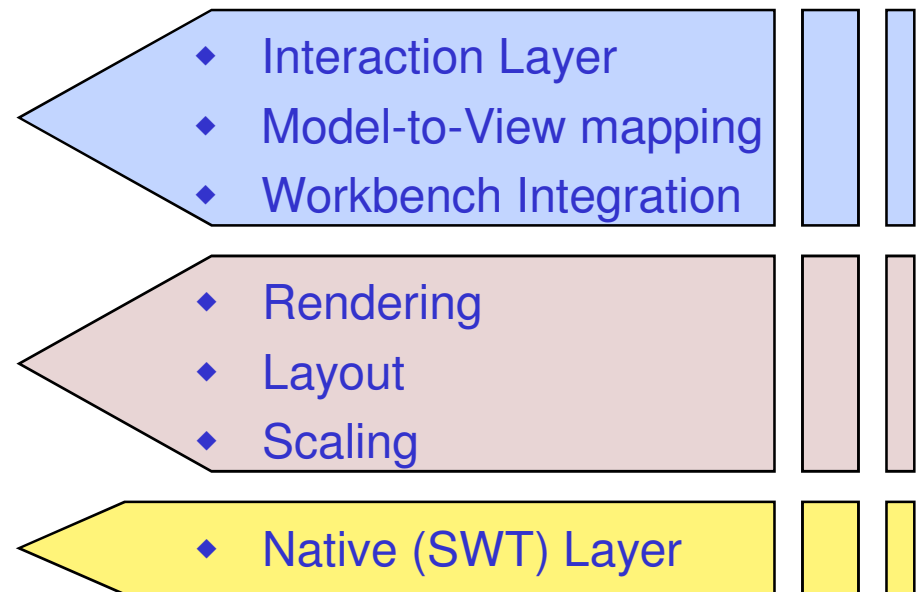 ◆ Interaction Layer
◆ Model-to-View mapping
◆ Workbench Integration
◆ Rendering
◆ Layout
◆ Scaling
◆ Native (SWT) Layer